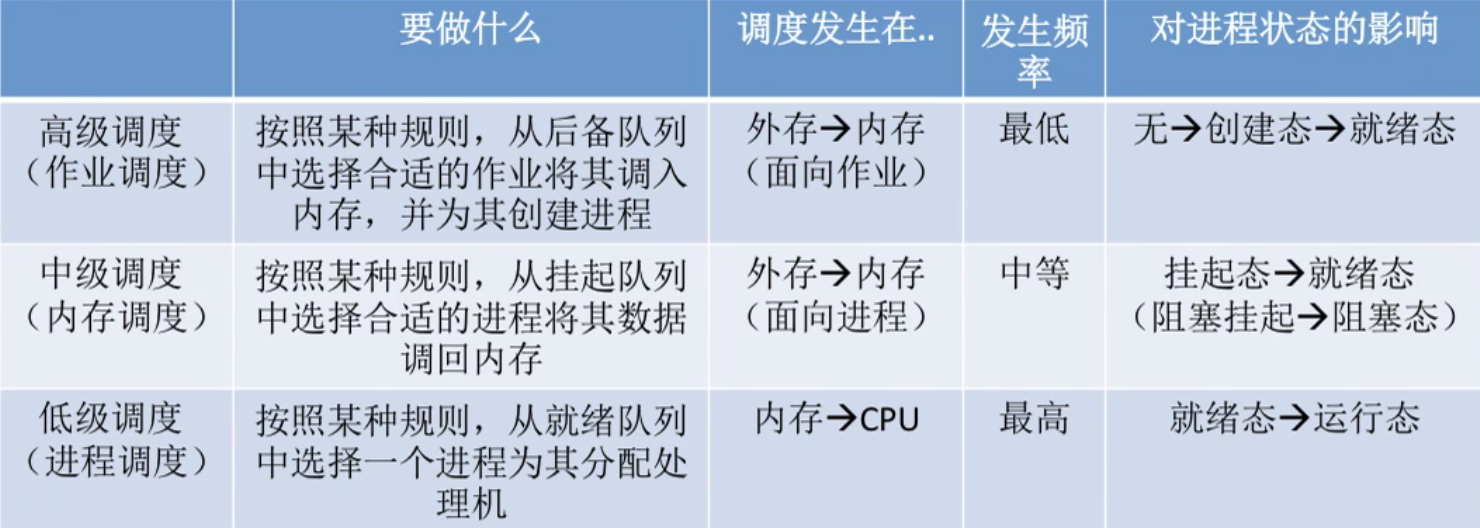 要做什么
调度发生在..
发生频
率
对进程状态的影响
高级调度
（作业调度）
按照某种规则，从后备队列
中选择合适的作业将其调入
内存，并为其创建进程
外存→内存
（面向作业）
最低
无→创建态→就绪态
中级调度
（内存调度）
按照某种规则，从挂起队列
中选择合适的进程将其数据
调回内存
外存→内存
（面向进程）
中等
挂起态→就绪态
（阻塞挂起→阻塞态）
低级调度
（进程调度）
按照某种规则，从就绪队列
中选择一个进程为其分配处
理机
内存→CPU
最高
就绪态→运行态